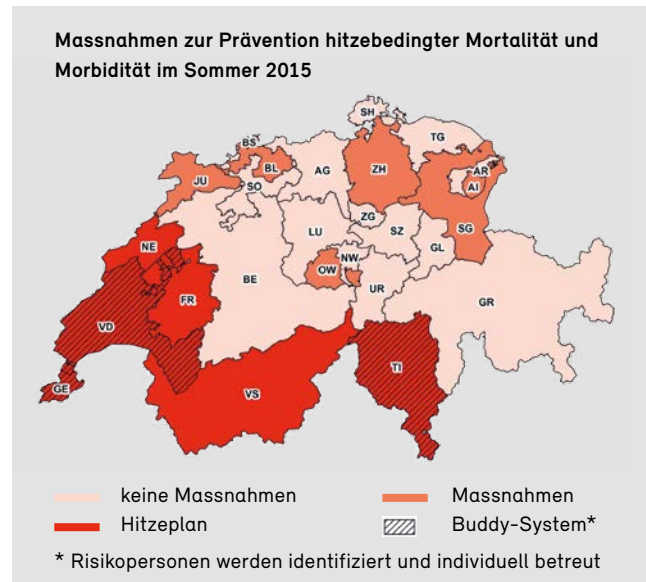 Massnahmen zur Prävention hitzebedingter Mortalität und
Morbidität im Sommer 2015
SH
BS
TG
BL
AG
ZH
AR
JU
SO
AI
ZG
NE
LU
SZ
SG
NW
GL
OW
BE
UR
FR
GR
VD
TI
GE
VS
keine Massnahmen
Massnahmen
Hitzeplan
Buddy-System*
* Risikopersonen werden identifiziert und individuell betreut